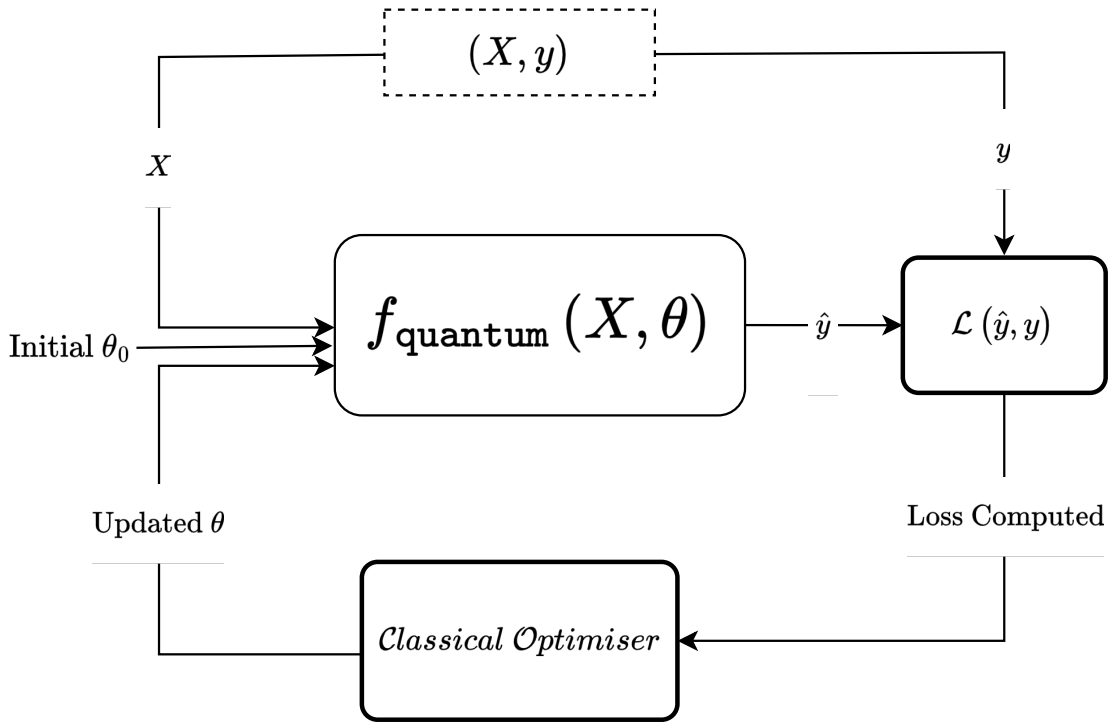 (X, y)
X
y
f_quantum (X, θ)
ŷ
ℒ (ŷ, y)
Initial θ₀
Updated θ
Loss Computed
Classical Optimiser